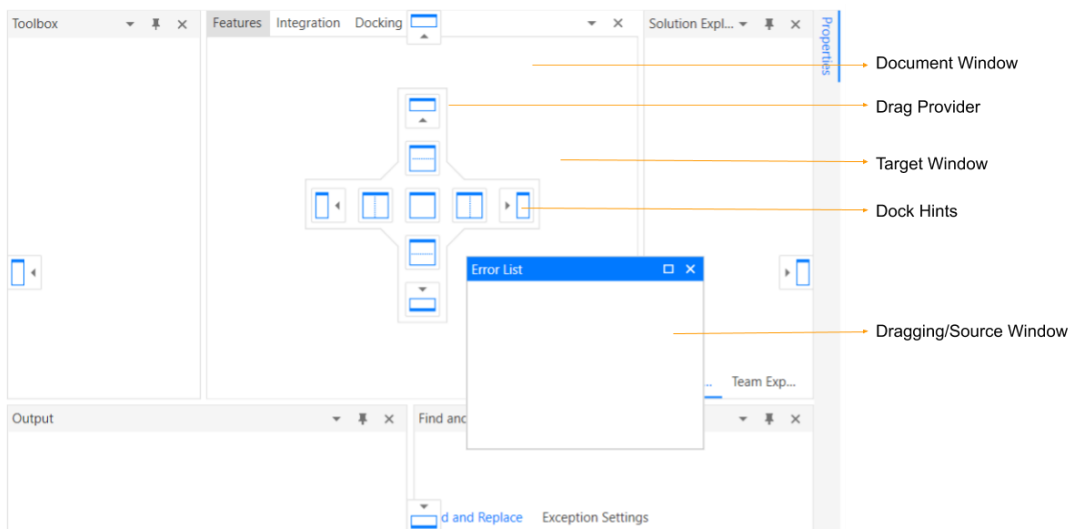 Toolbox
Features Integration Docking
Solution Expl...
Properties
Document Window
Drag Provider
Target Window
Dock Hints
Error List
Dragging/Source Window
.. Team Exp...
Output
Find and
d and Replace Exception Settings